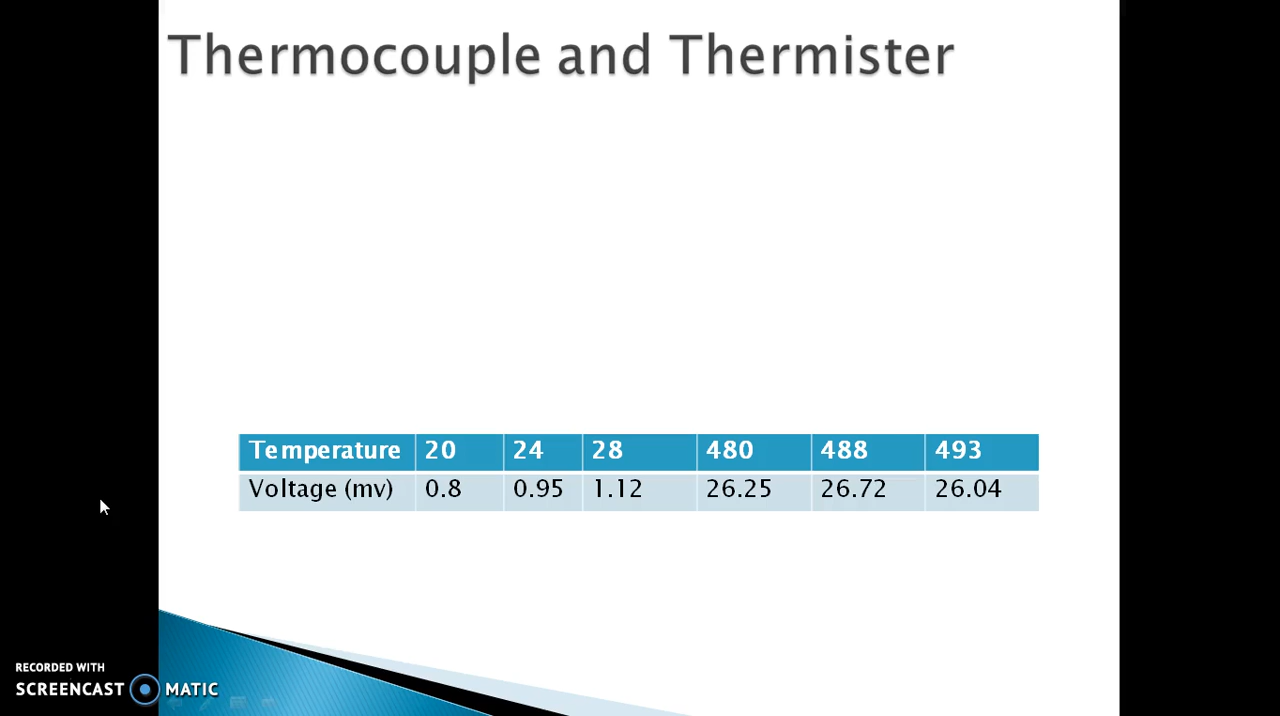 Thermocouple and Thermister
Temperature 20 24 28 480 488 493
Voltage (mv) 0.8 0.95 1.12 26.25 26.72 26.04
RECORDED WITH
SCREENCAST MATIC